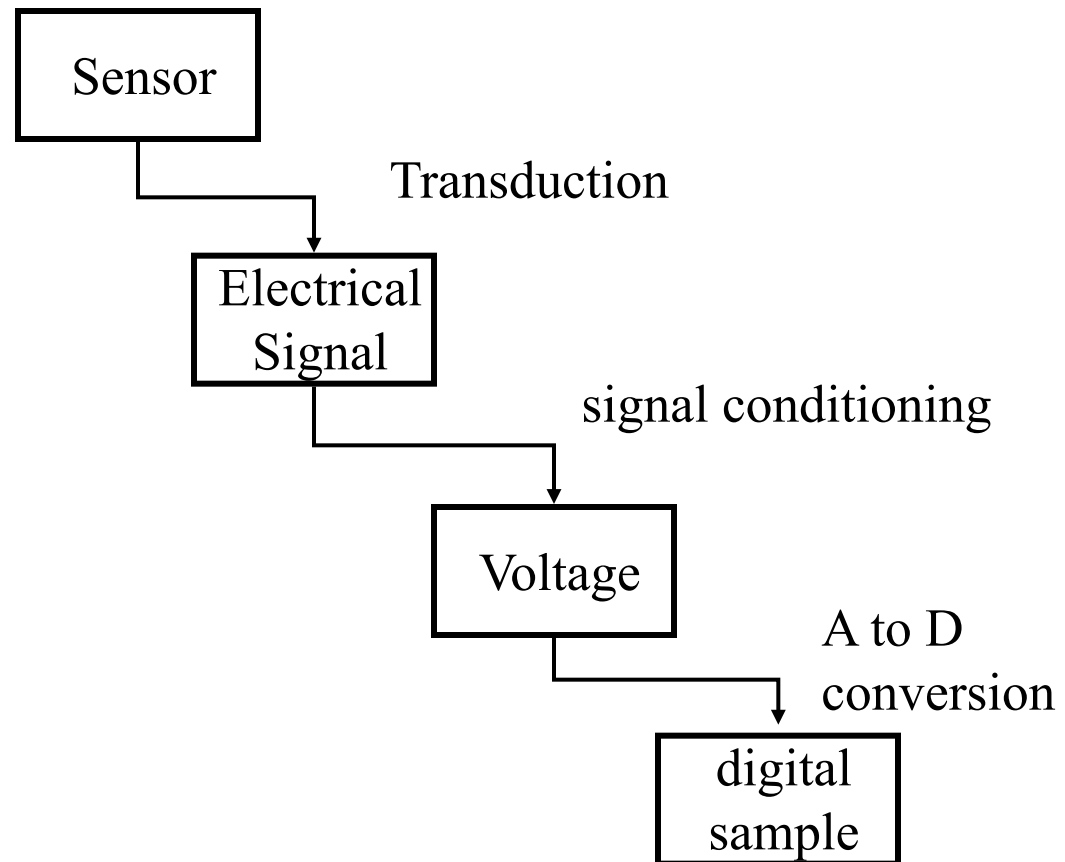 Sensor
Transduction
Electrical
Signal
signal conditioning
Voltage
A to D
conversion
digital
sample